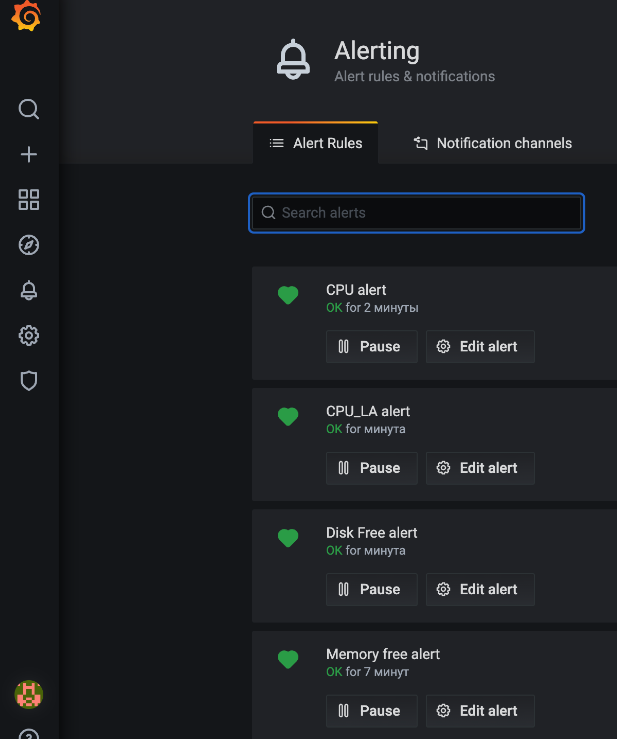 Alerting
Alert rules & notifications
Alert Rules
Notification channels
Search alerts
CPU alert
OK for 2 минуты
Pause
Edit alert
CPU_LA alert
OK for минута
Pause
Edit alert
Disk Free alert
OK for минута
Pause
Edit alert
Memory free alert
OK for 7 минут
Pause
Edit alert